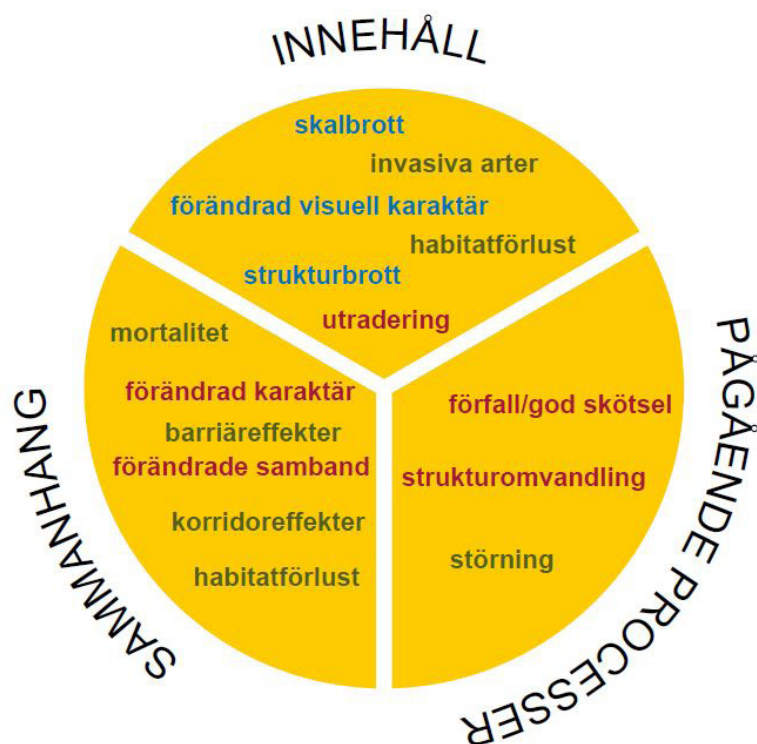 INNEHÅLL
skalbrott
invasiva arter
förändrad visuell karaktär
habitatförlust
strukturbrott
utradering
mortalitet
förändrad karaktär
barriäreffekter
förändrade samband
korridoreffekter
habitatförlust
SAMMANHANG
förfall/god skötsel
strukturomvandling
störning
PÅGÅENDE PROCESSER